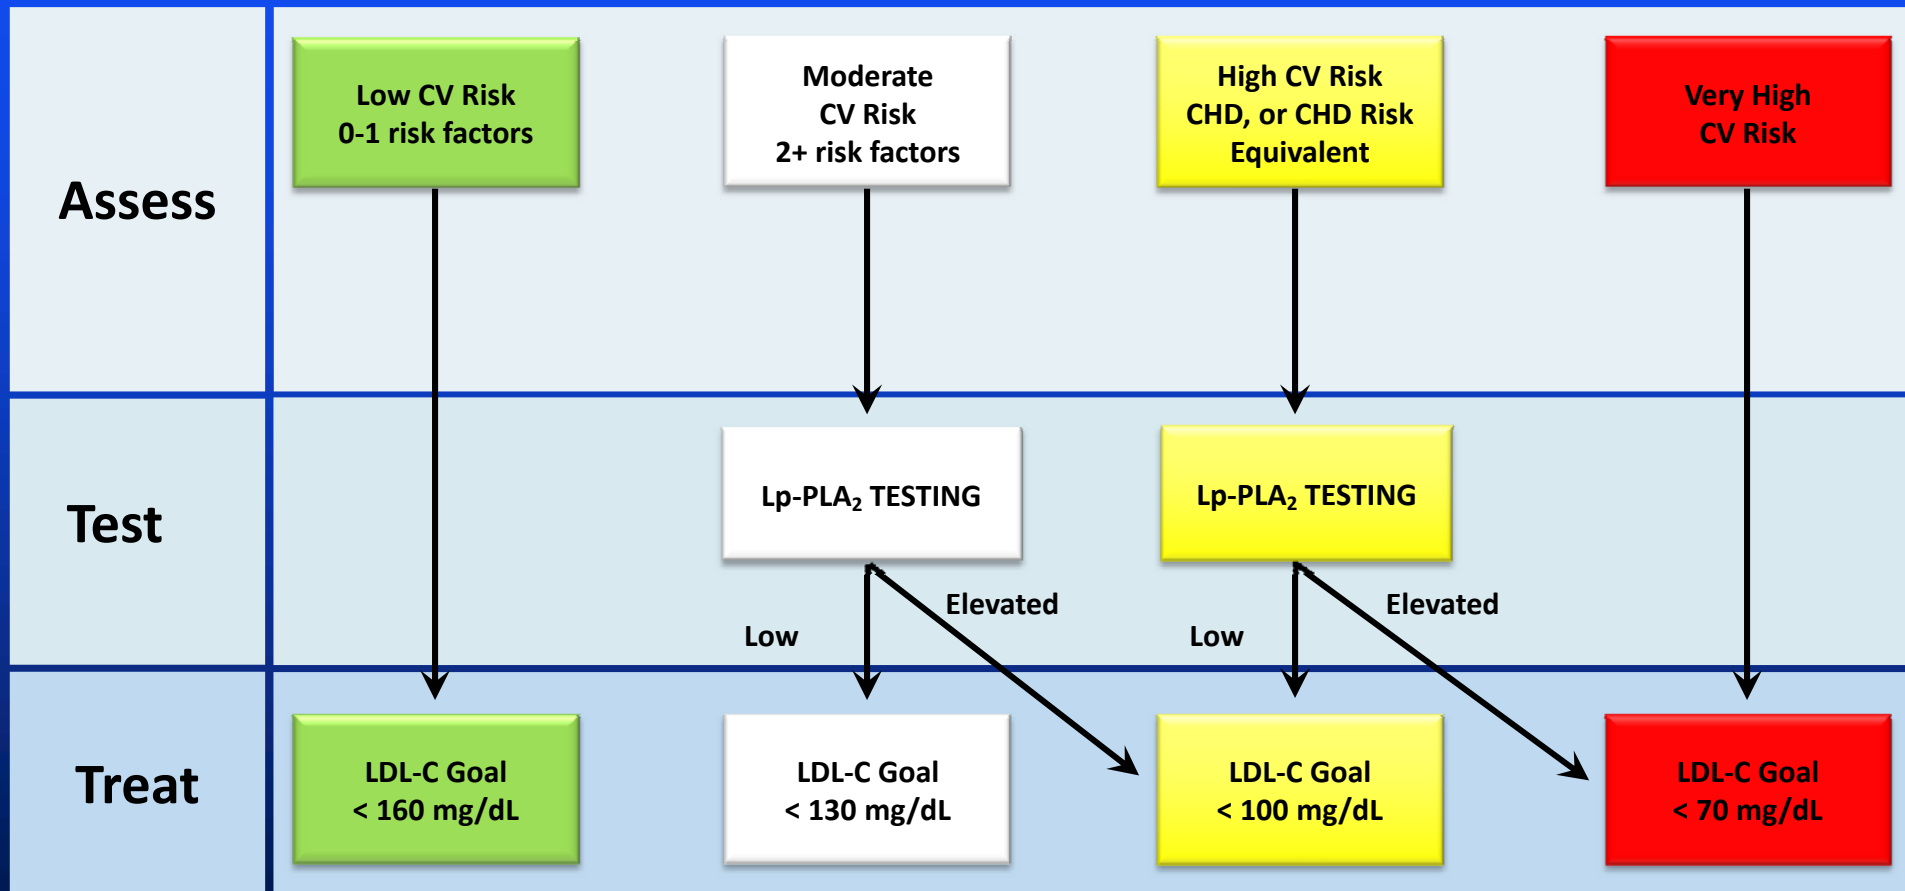 Assess
Low CV Risk
0-1 risk factors
Moderate
CV Risk
2+ risk factors
High CV Risk
CHD, or CHD Risk
Equivalent
Very High
CV Risk
Test
Lp-PLA₂ TESTING
Lp-PLA₂ TESTING
Low
Elevated
Low
Elevated
Treat
LDL-C Goal
< 160 mg/dL
LDL-C Goal
< 130 mg/dL
LDL-C Goal
< 100 mg/dL
LDL-C Goal
< 70 mg/dL